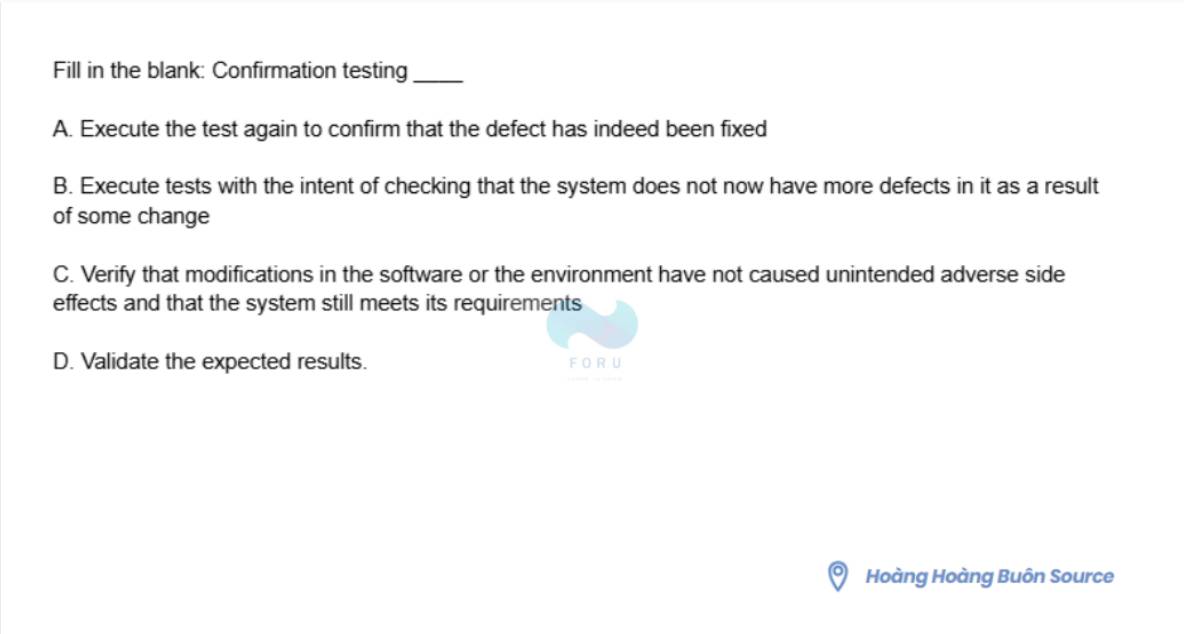 Fill in the blank: Confirmation testing ____
A. Execute the test again to confirm that the defect has indeed been fixed
B. Execute tests with the intent of checking that the system does not now have more defects in it as a result
of some change
C. Verify that modifications in the software or the environment have not caused unintended adverse side
effects and that the system still meets its requirements
D. Validate the expected results.
FORU
Hoàng Hoàng Buôn Source